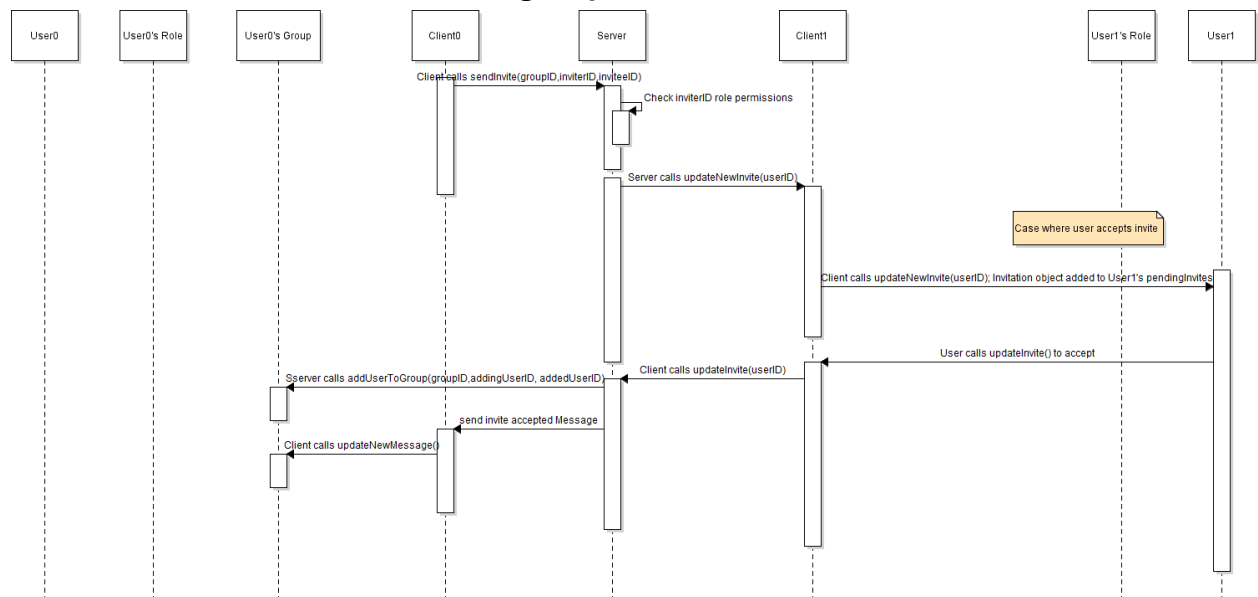 User0
User0's Role
User0's Group
Client0
Server
Client1
User1's Role
User1
Client calls sendInvite(groupID,inviterID,inviteeID)
Check inviterID role permissions
Server calls updateNewInvite(userID)
Case where user accepts invite
Client calls updateNewInvite(userID); Invitation object added to User1's pendingInvites
User calls updateInvite() to accept
Client calls updateInvite(userID)
Sserver calls addUserToGroup(groupID,addingUserID, addedUserID)
send invite accepted Message
Client calls updateNewMessage()